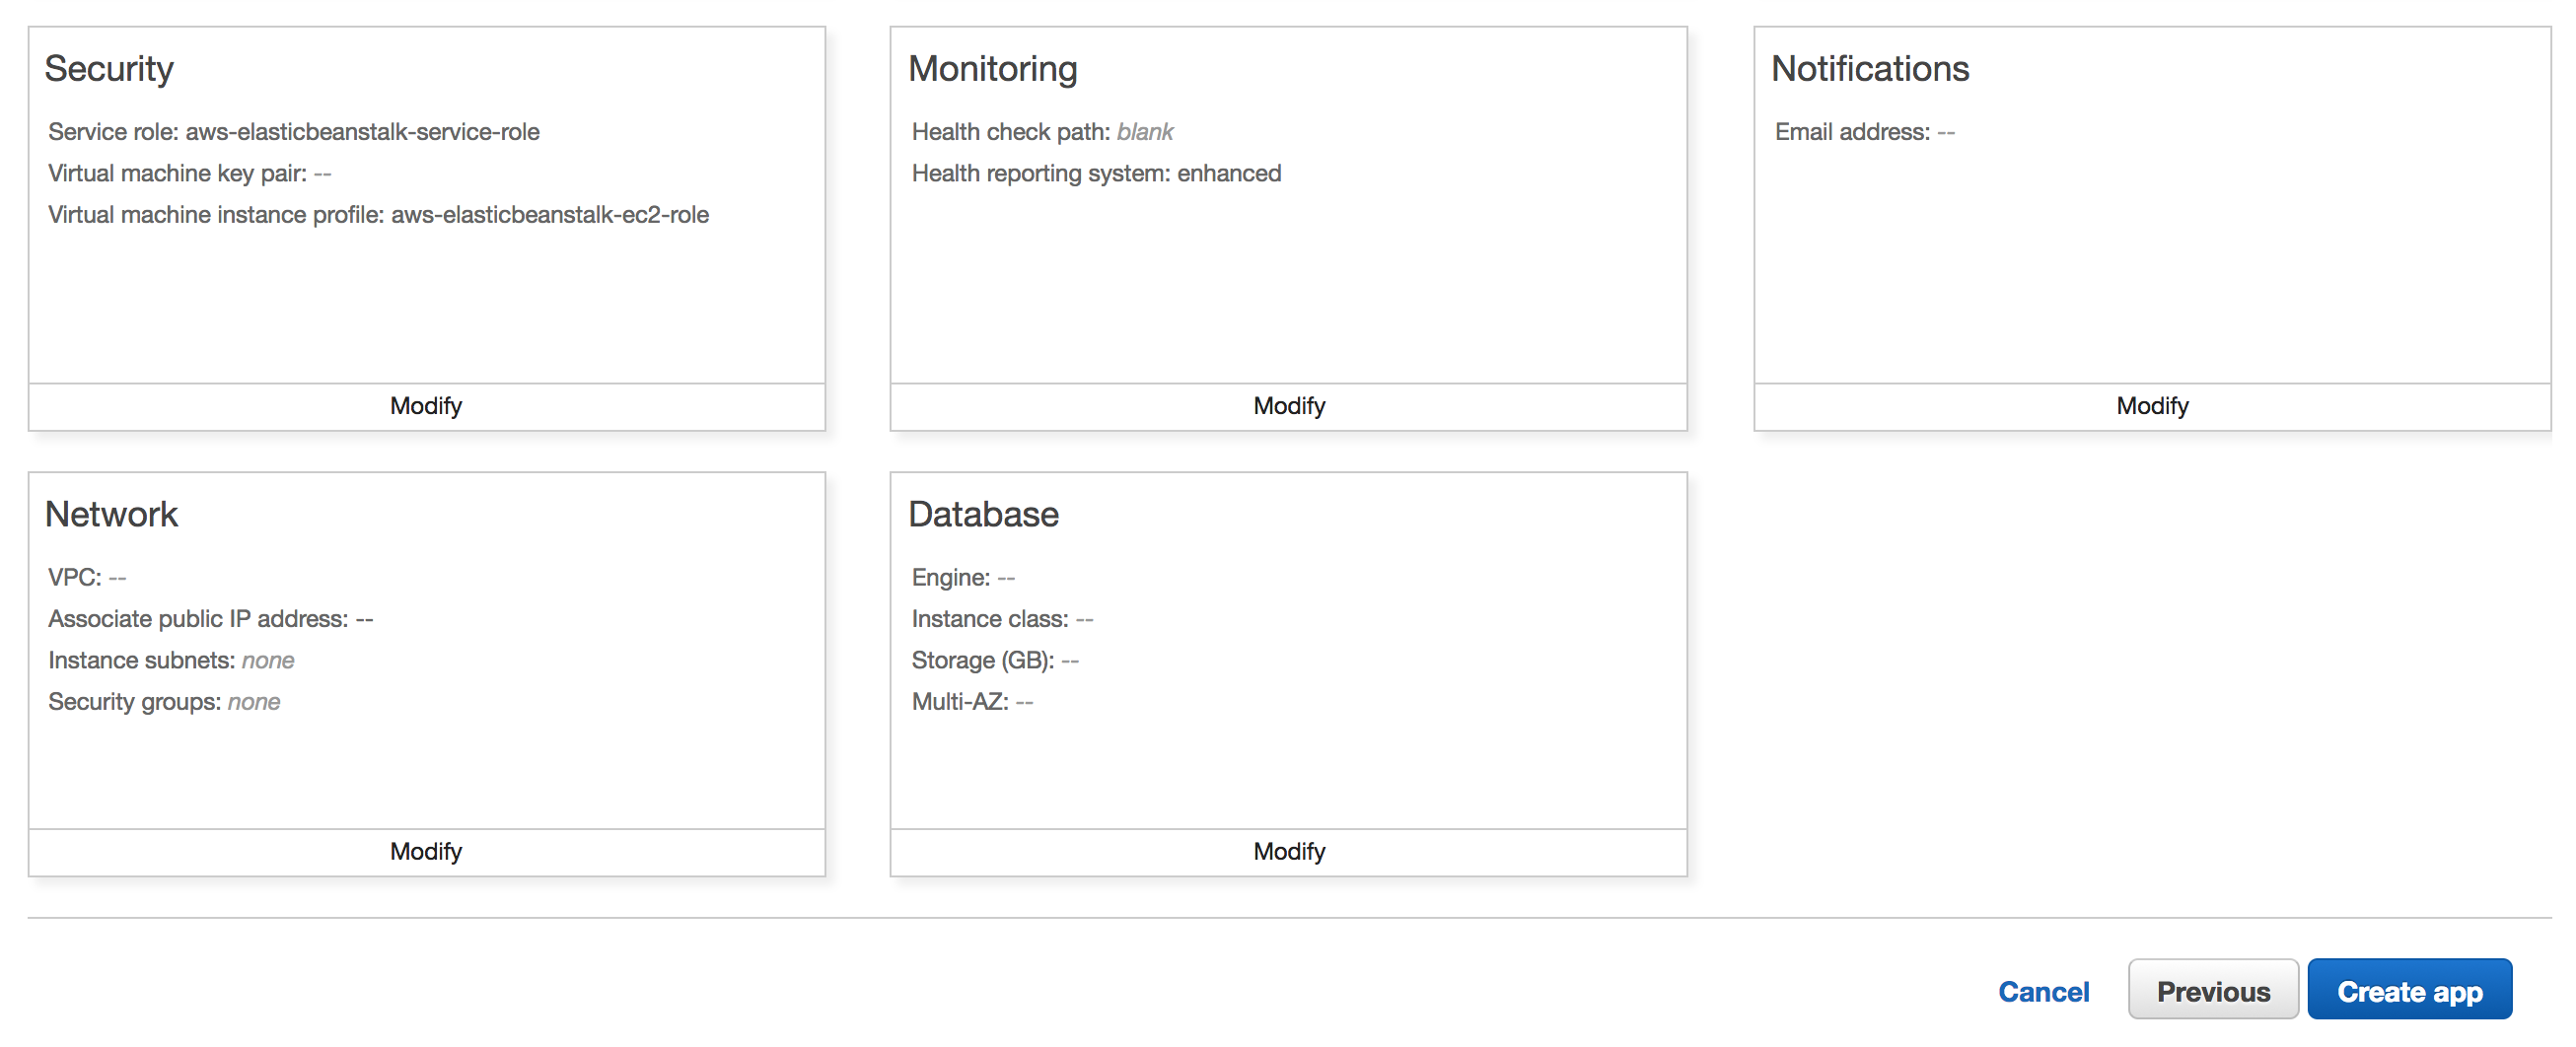 Security
Service role: aws-elasticbeanstalk-service-role
Virtual machine key pair: --
Virtual machine instance profile: aws-elasticbeanstalk-ec2-role
Modify
Monitoring
Health check path: blank
Health reporting system: enhanced
Modify
Notifications
Email address: --
Modify
Network
VPC: --
Associate public IP address: --
Instance subnets: none
Security groups: none
Modify
Database
Engine: --
Instance class: --
Storage (GB): --
Multi-AZ: --
Modify
Cancel
Previous
Create app